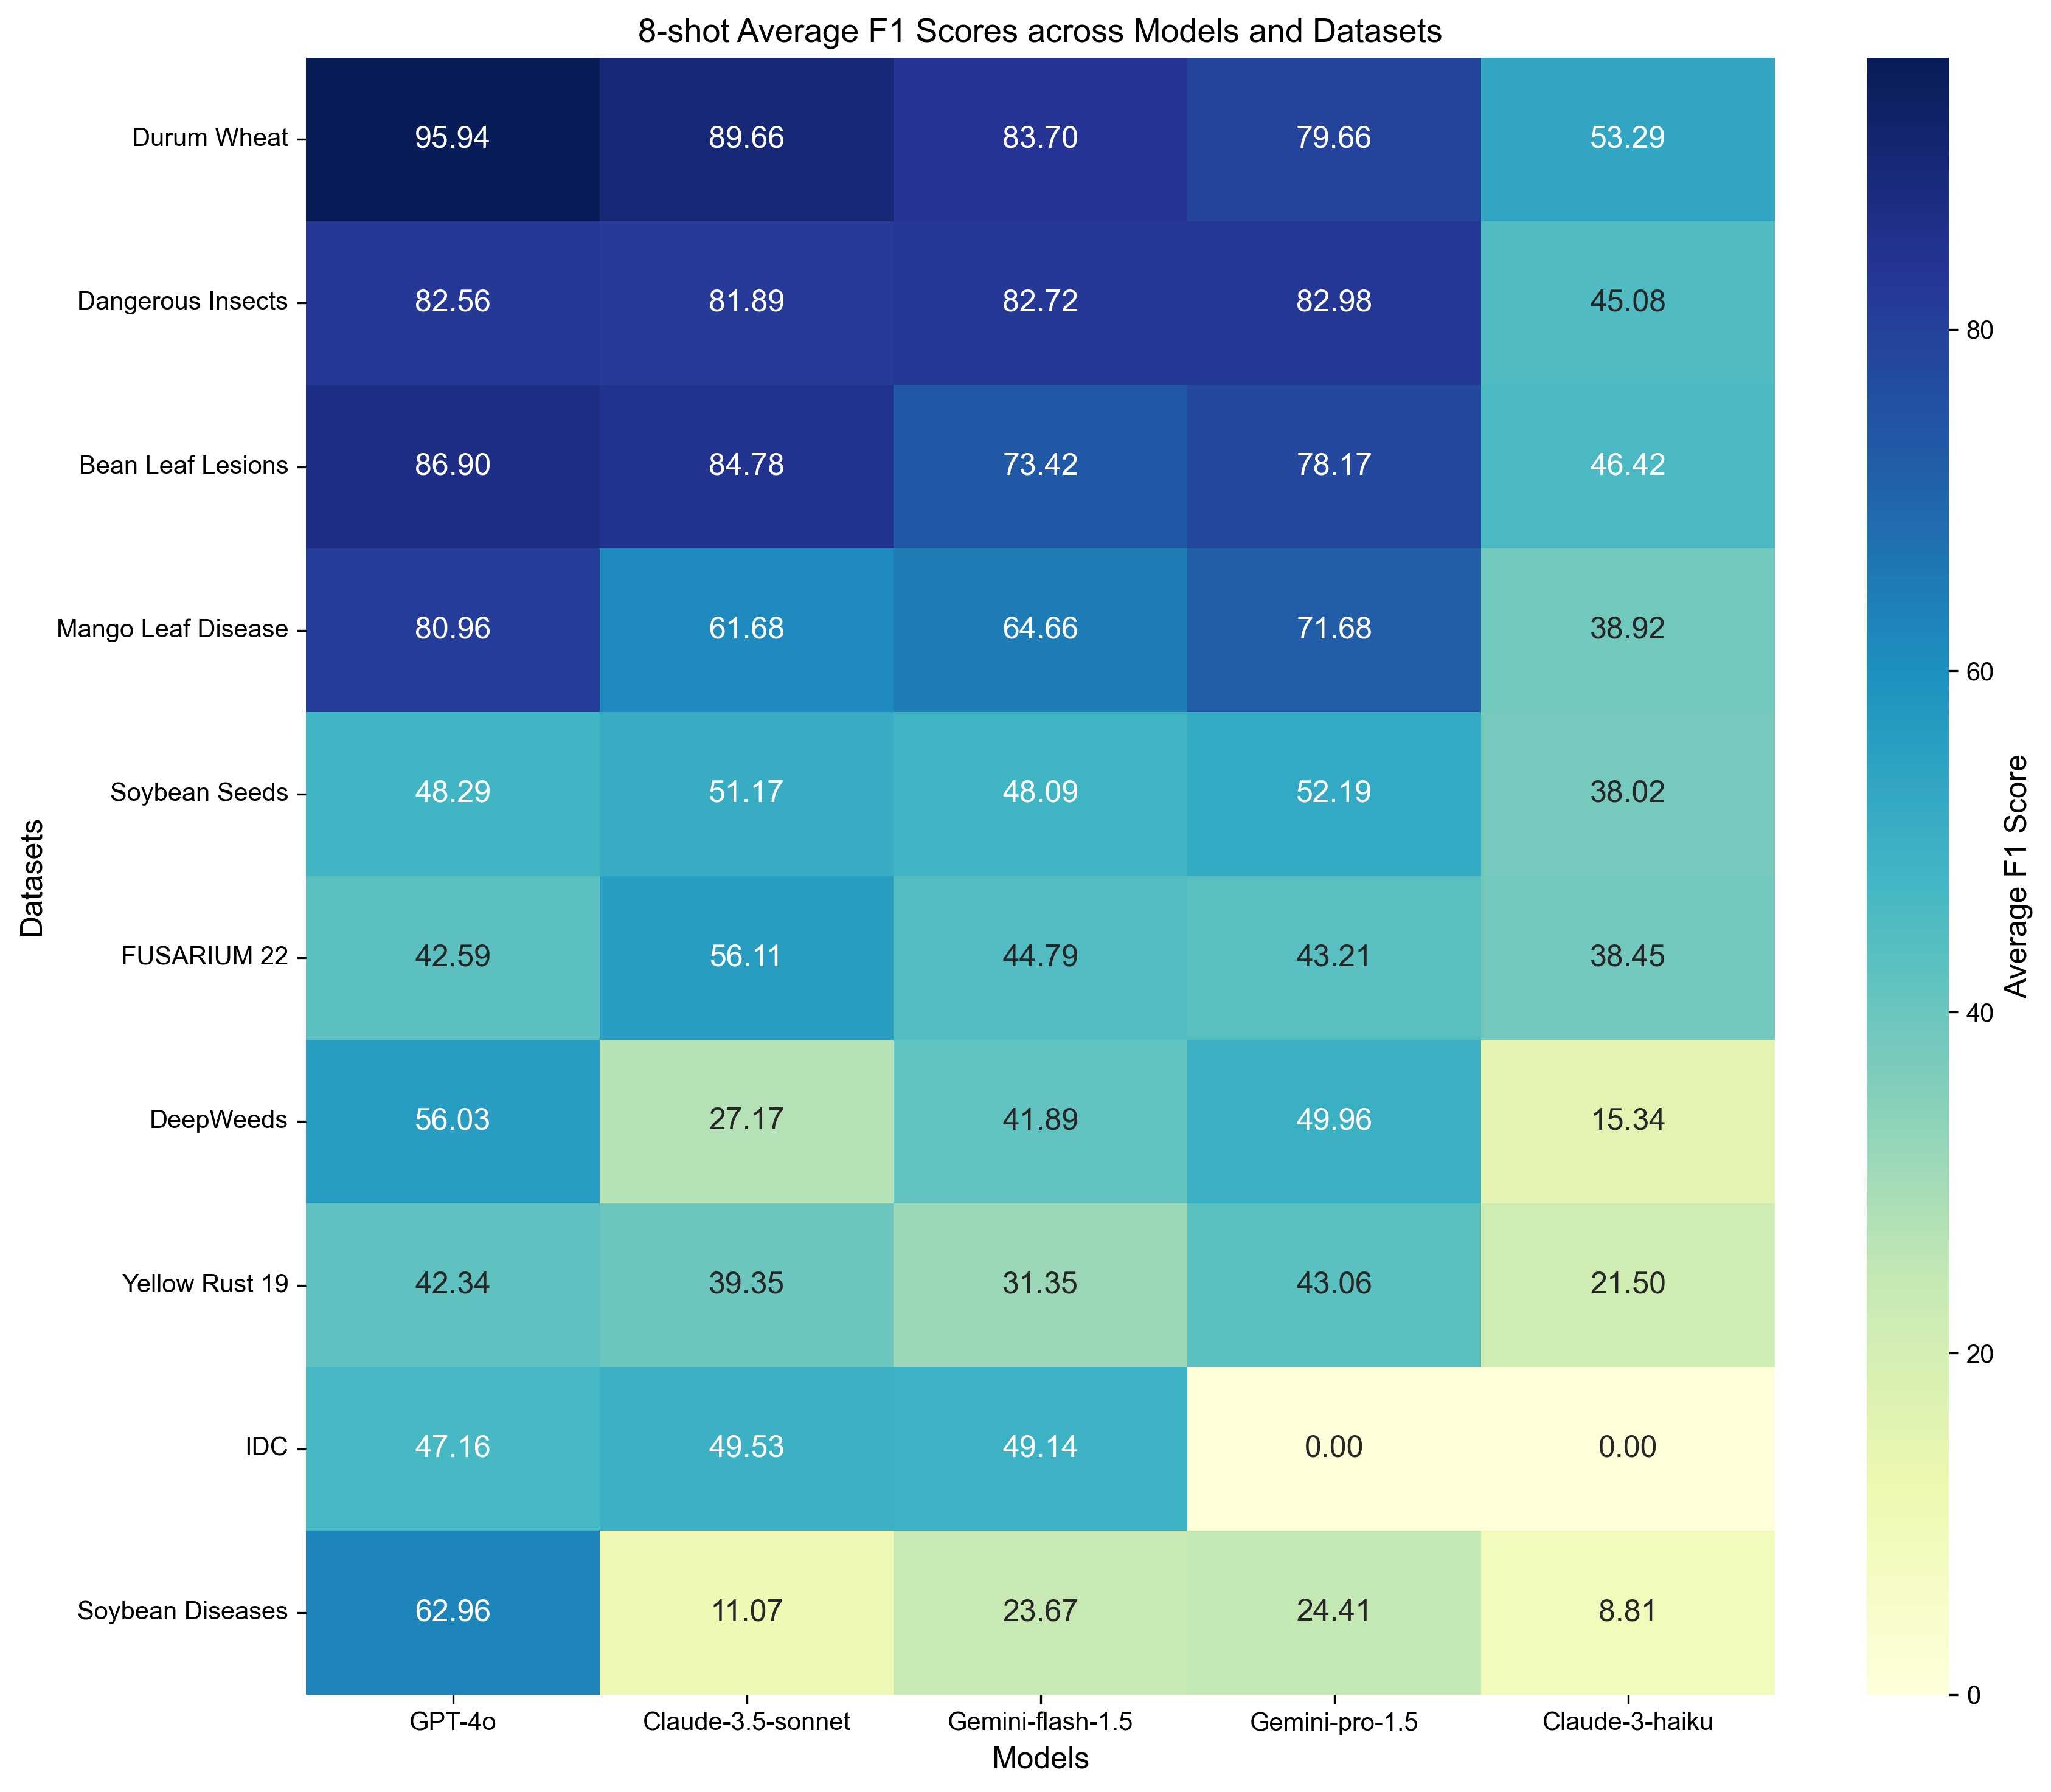 8-shot Average F1 Scores across Models and Datasets
Datasets
Durum Wheat 95.94 89.66 83.70 79.66 53.29
Dangerous Insects 82.56 81.89 82.72 82.98 45.08
Bean Leaf Lesions 86.90 84.78 73.42 78.17 46.42
Mango Leaf Disease 80.96 61.68 64.66 71.68 38.92
Soybean Seeds 48.29 51.17 48.09 52.19 38.02
FUSARIUM 22 42.59 56.11 44.79 43.21 38.45
DeepWeeds 56.03 27.17 41.89 49.96 15.34
Yellow Rust 19 42.34 39.35 31.35 43.06 21.50
IDC 47.16 49.53 49.14 0.00 0.00
Soybean Diseases 62.96 11.07 23.67 24.41 8.81
GPT-4o Claude-3.5-sonnet Gemini-flash-1.5 Gemini-pro-1.5 Claude-3-haiku
Models
80
60
40
20
0
Average F1 Score